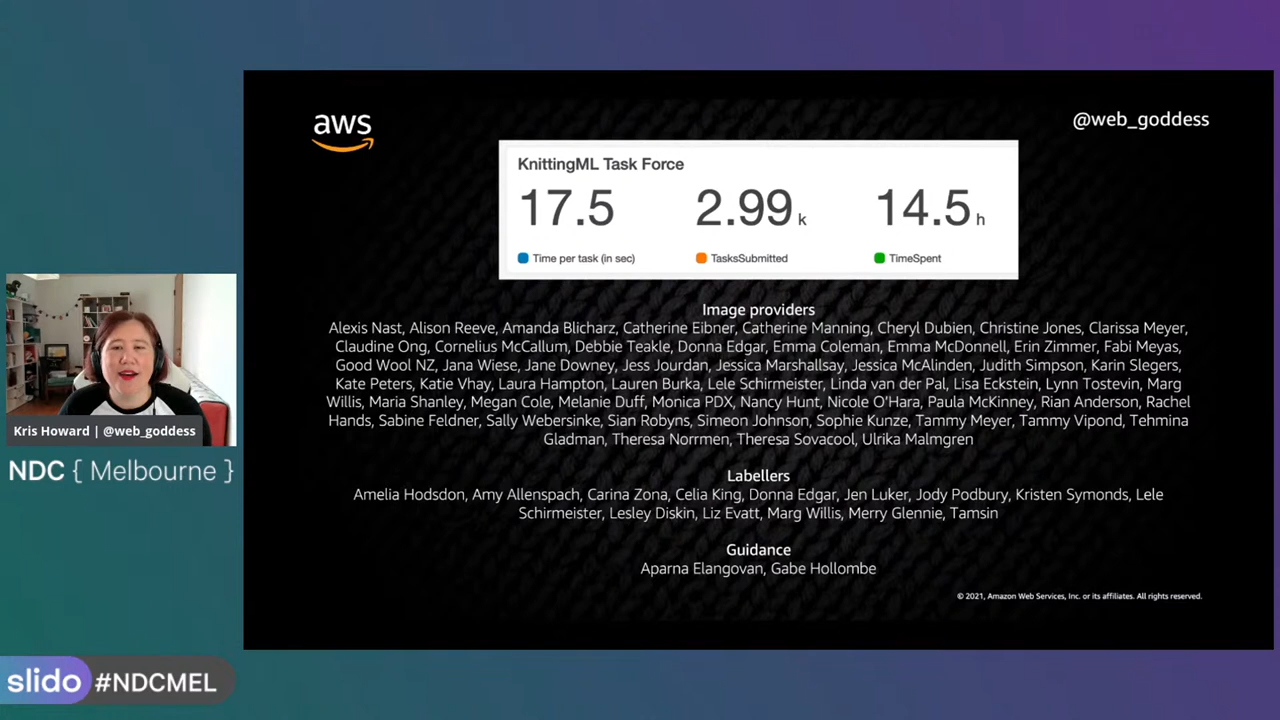 aws
@web_goddess
KnittingML Task Force
17.5
2.99 k
14.5 h
Time per task (in sec)
TasksSubmitted
TimeSpent
Image providers
Alexis Nast, Alison Reeve, Amanda Blicharz, Catherine Eibner, Catherine Manning, Cheryl Dubien, Christine Jones, Clarissa Meyer,
Claudine Ong, Cornelius McCallum, Debbie Teakle, Donna Edgar, Emma Coleman, Emma McDonnell, Erin Zimmer, Fabi Meyas,
Good Wool NZ, Jana Wiese, Jane Downey, Jess Jourdan, Jessica Marshallsay, Jessica McAlinden, Judith Simpson, Karin Slegers,
Kate Peters, Katie Vhay, Laura Hampton, Lauren Burka, Lele Schirmeister, Linda van der Pal, Lisa Eckstein, Lynn Tostevin, Marg
Willis, Maria Shanley, Megan Cole, Melanie Duff, Monica PDX, Nancy Hunt, Nicole O'Hara, Paula McKinney, Rian Anderson, Rachel
Hands, Sabine Feldner, Sally Webersinke, Sian Robyns, Simeon Johnson, Sophie Kunze, Tammy Meyer, Tammy Vipond, Tehmina
Gladman, Theresa Norrmen, Theresa Sovacool, Ulrika Malmgren
Labellers
Amelia Hodsdon, Amy Allenspach, Carina Zona, Celia King, Donna Edgar, Jen Luker, Jody Podbury, Kristen Symonds, Lele
Schirmeister, Lesley Diskin, Liz Evatt, Marg Willis, Merry Glennie, Tamsin
Guidance
Aparna Elangovan, Gabe Hollombe
© 2021, Amazon Web Services, Inc. or its affiliates. All rights reserved.
Kris Howard | @web_goddess
NDC { Melbourne }
slido #NDCMEL